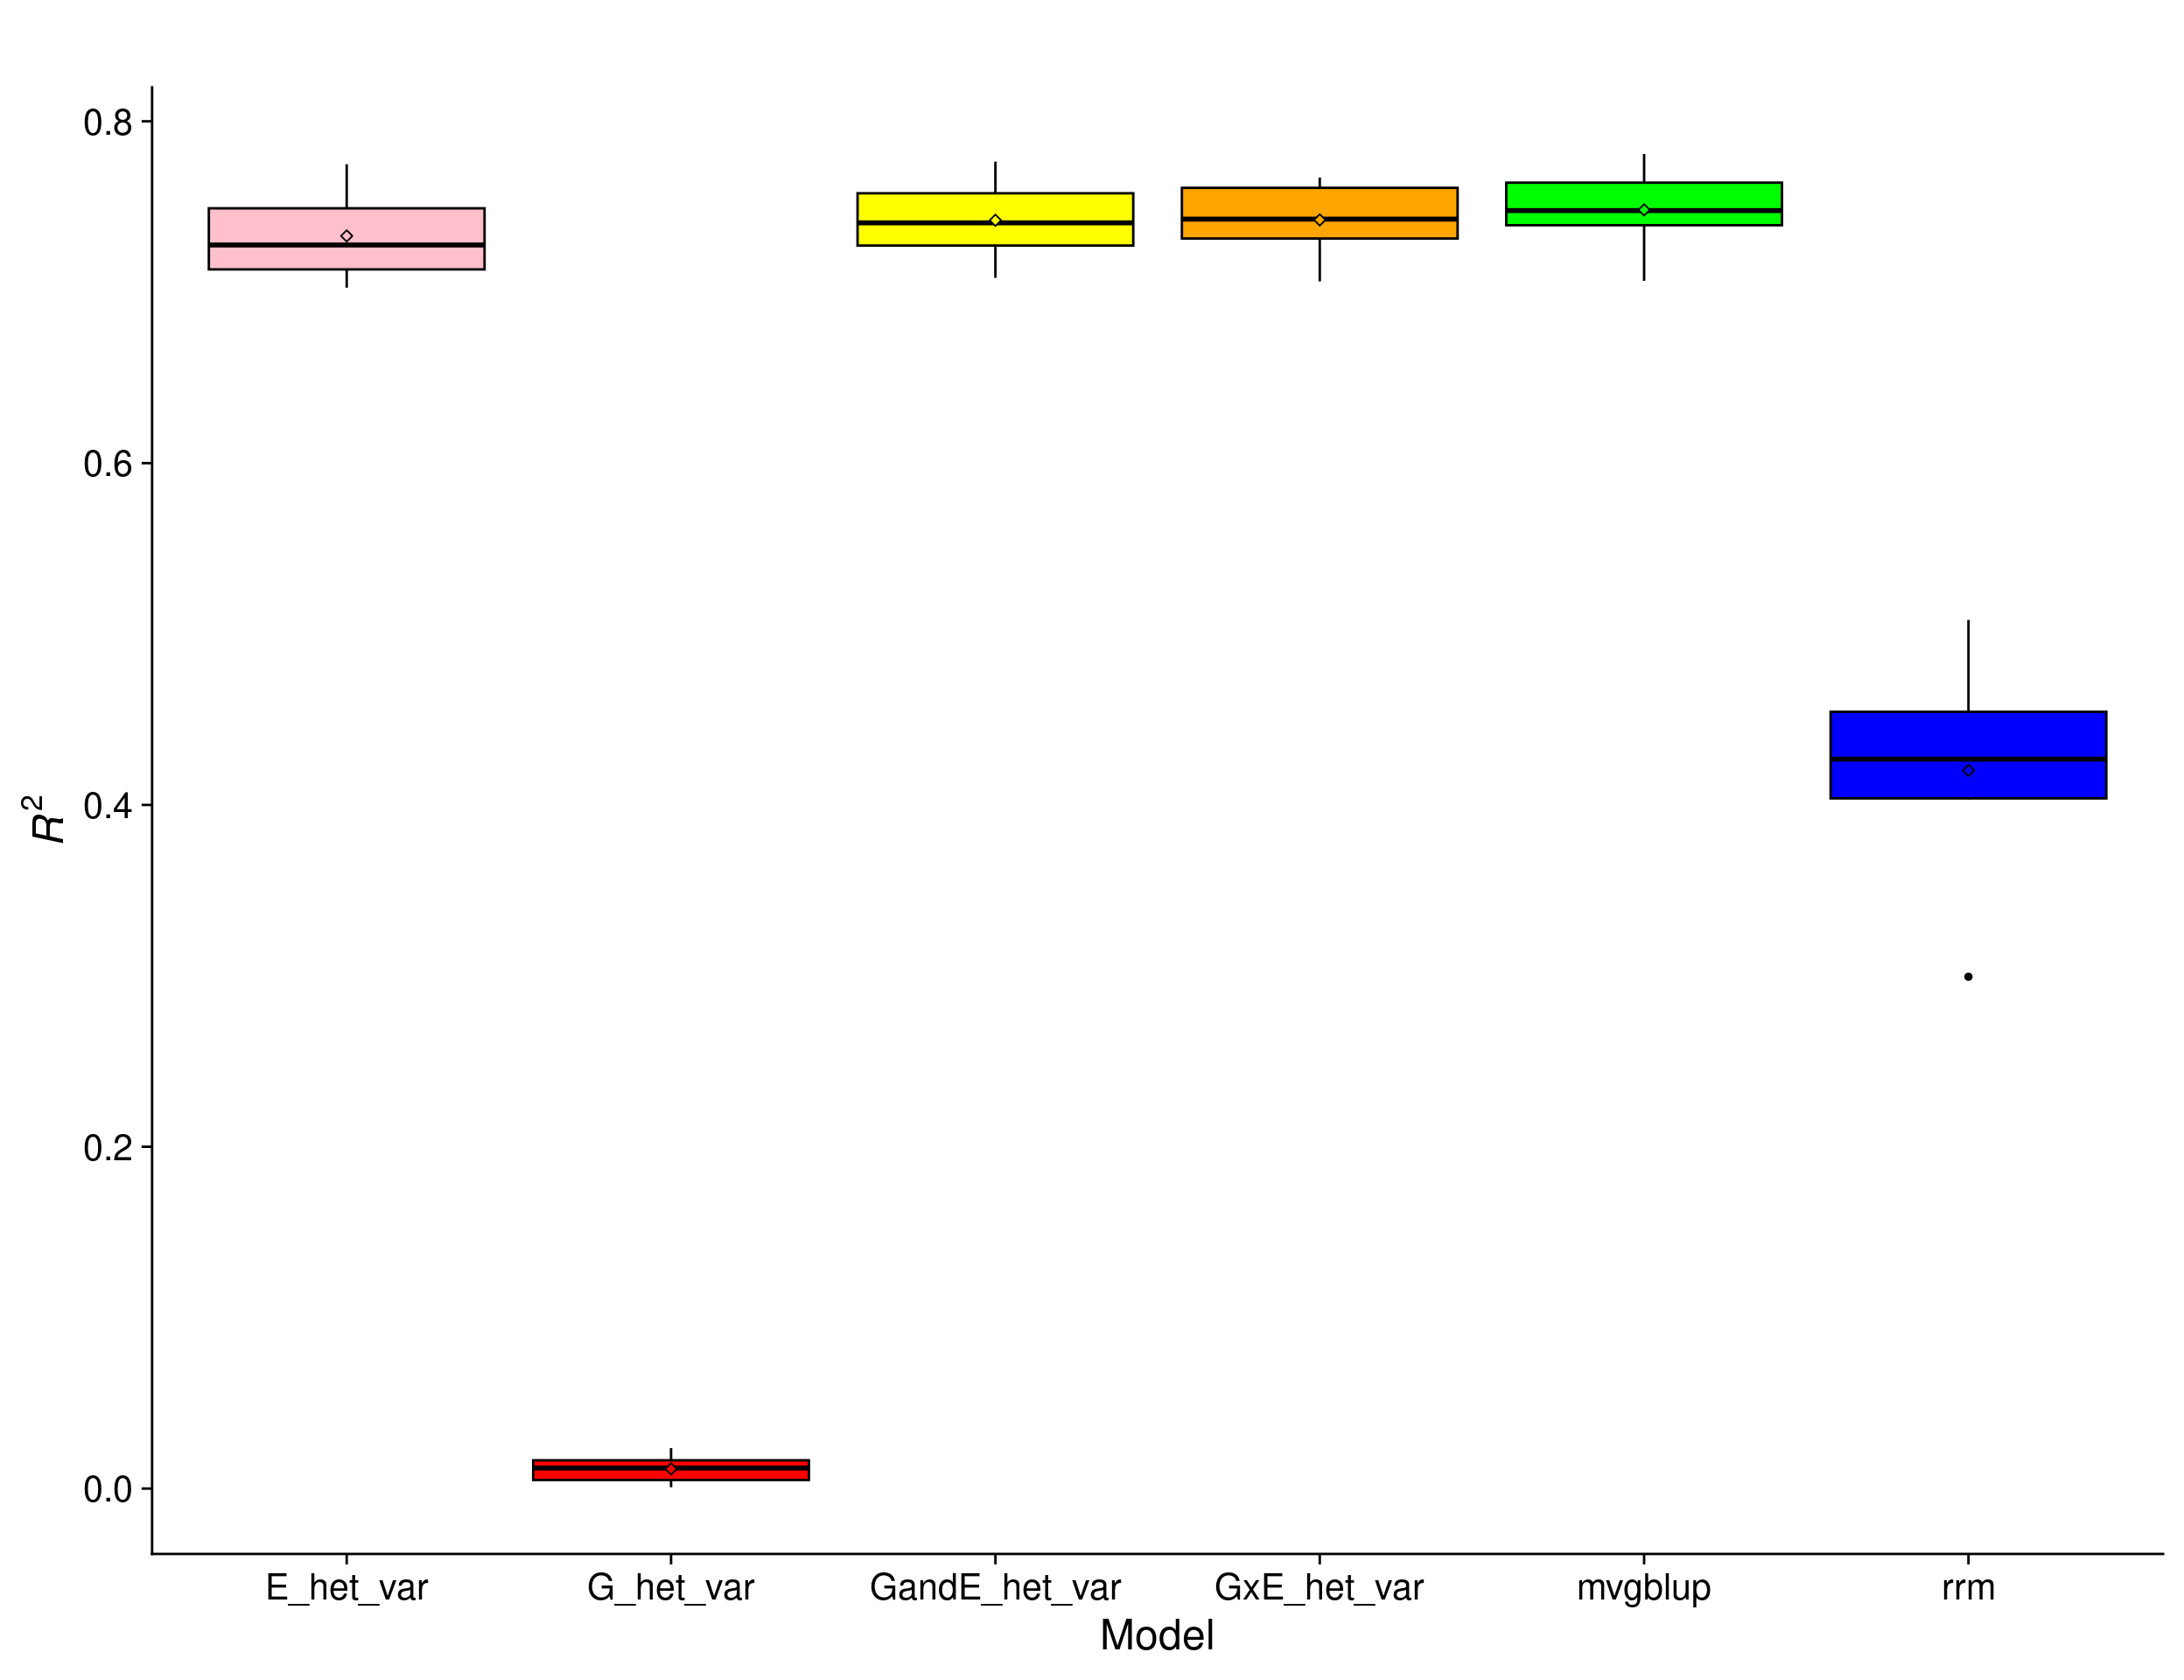 0.8
0.6
0.4
0.2
0.0
R²
E_het_var
G_het_var
GandE_het_var
GxE_het_var
mvgblup
rrm
Model